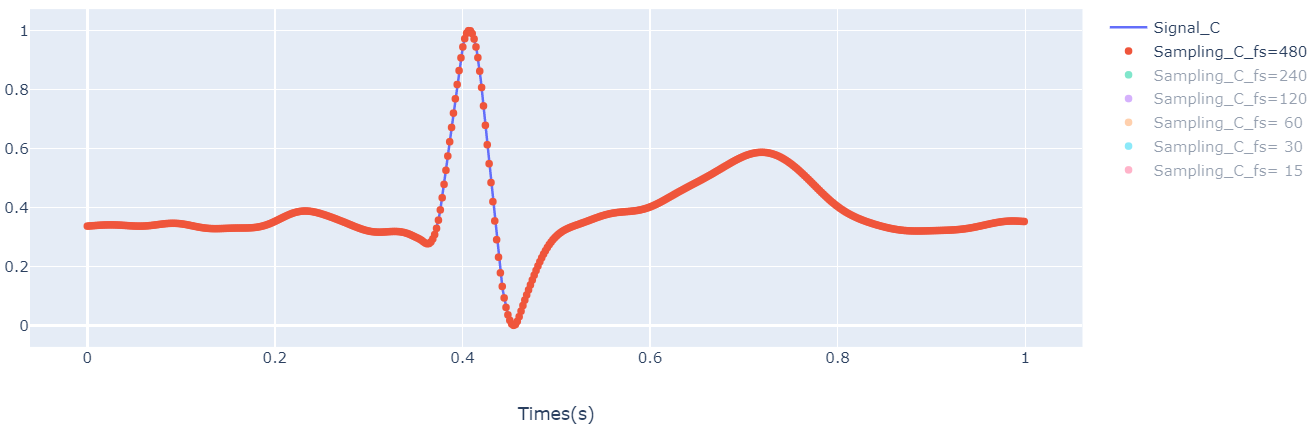 1
0.8
0.6
0.4
0.2
0
0 0.2 0.4 0.6 0.8 1
Times(s)
Signal_C
Sampling_C_fs=480
Sampling_C_fs=240
Sampling_C_fs=120
Sampling_C_fs= 60
Sampling_C_fs= 30
Sampling_C_fs= 15